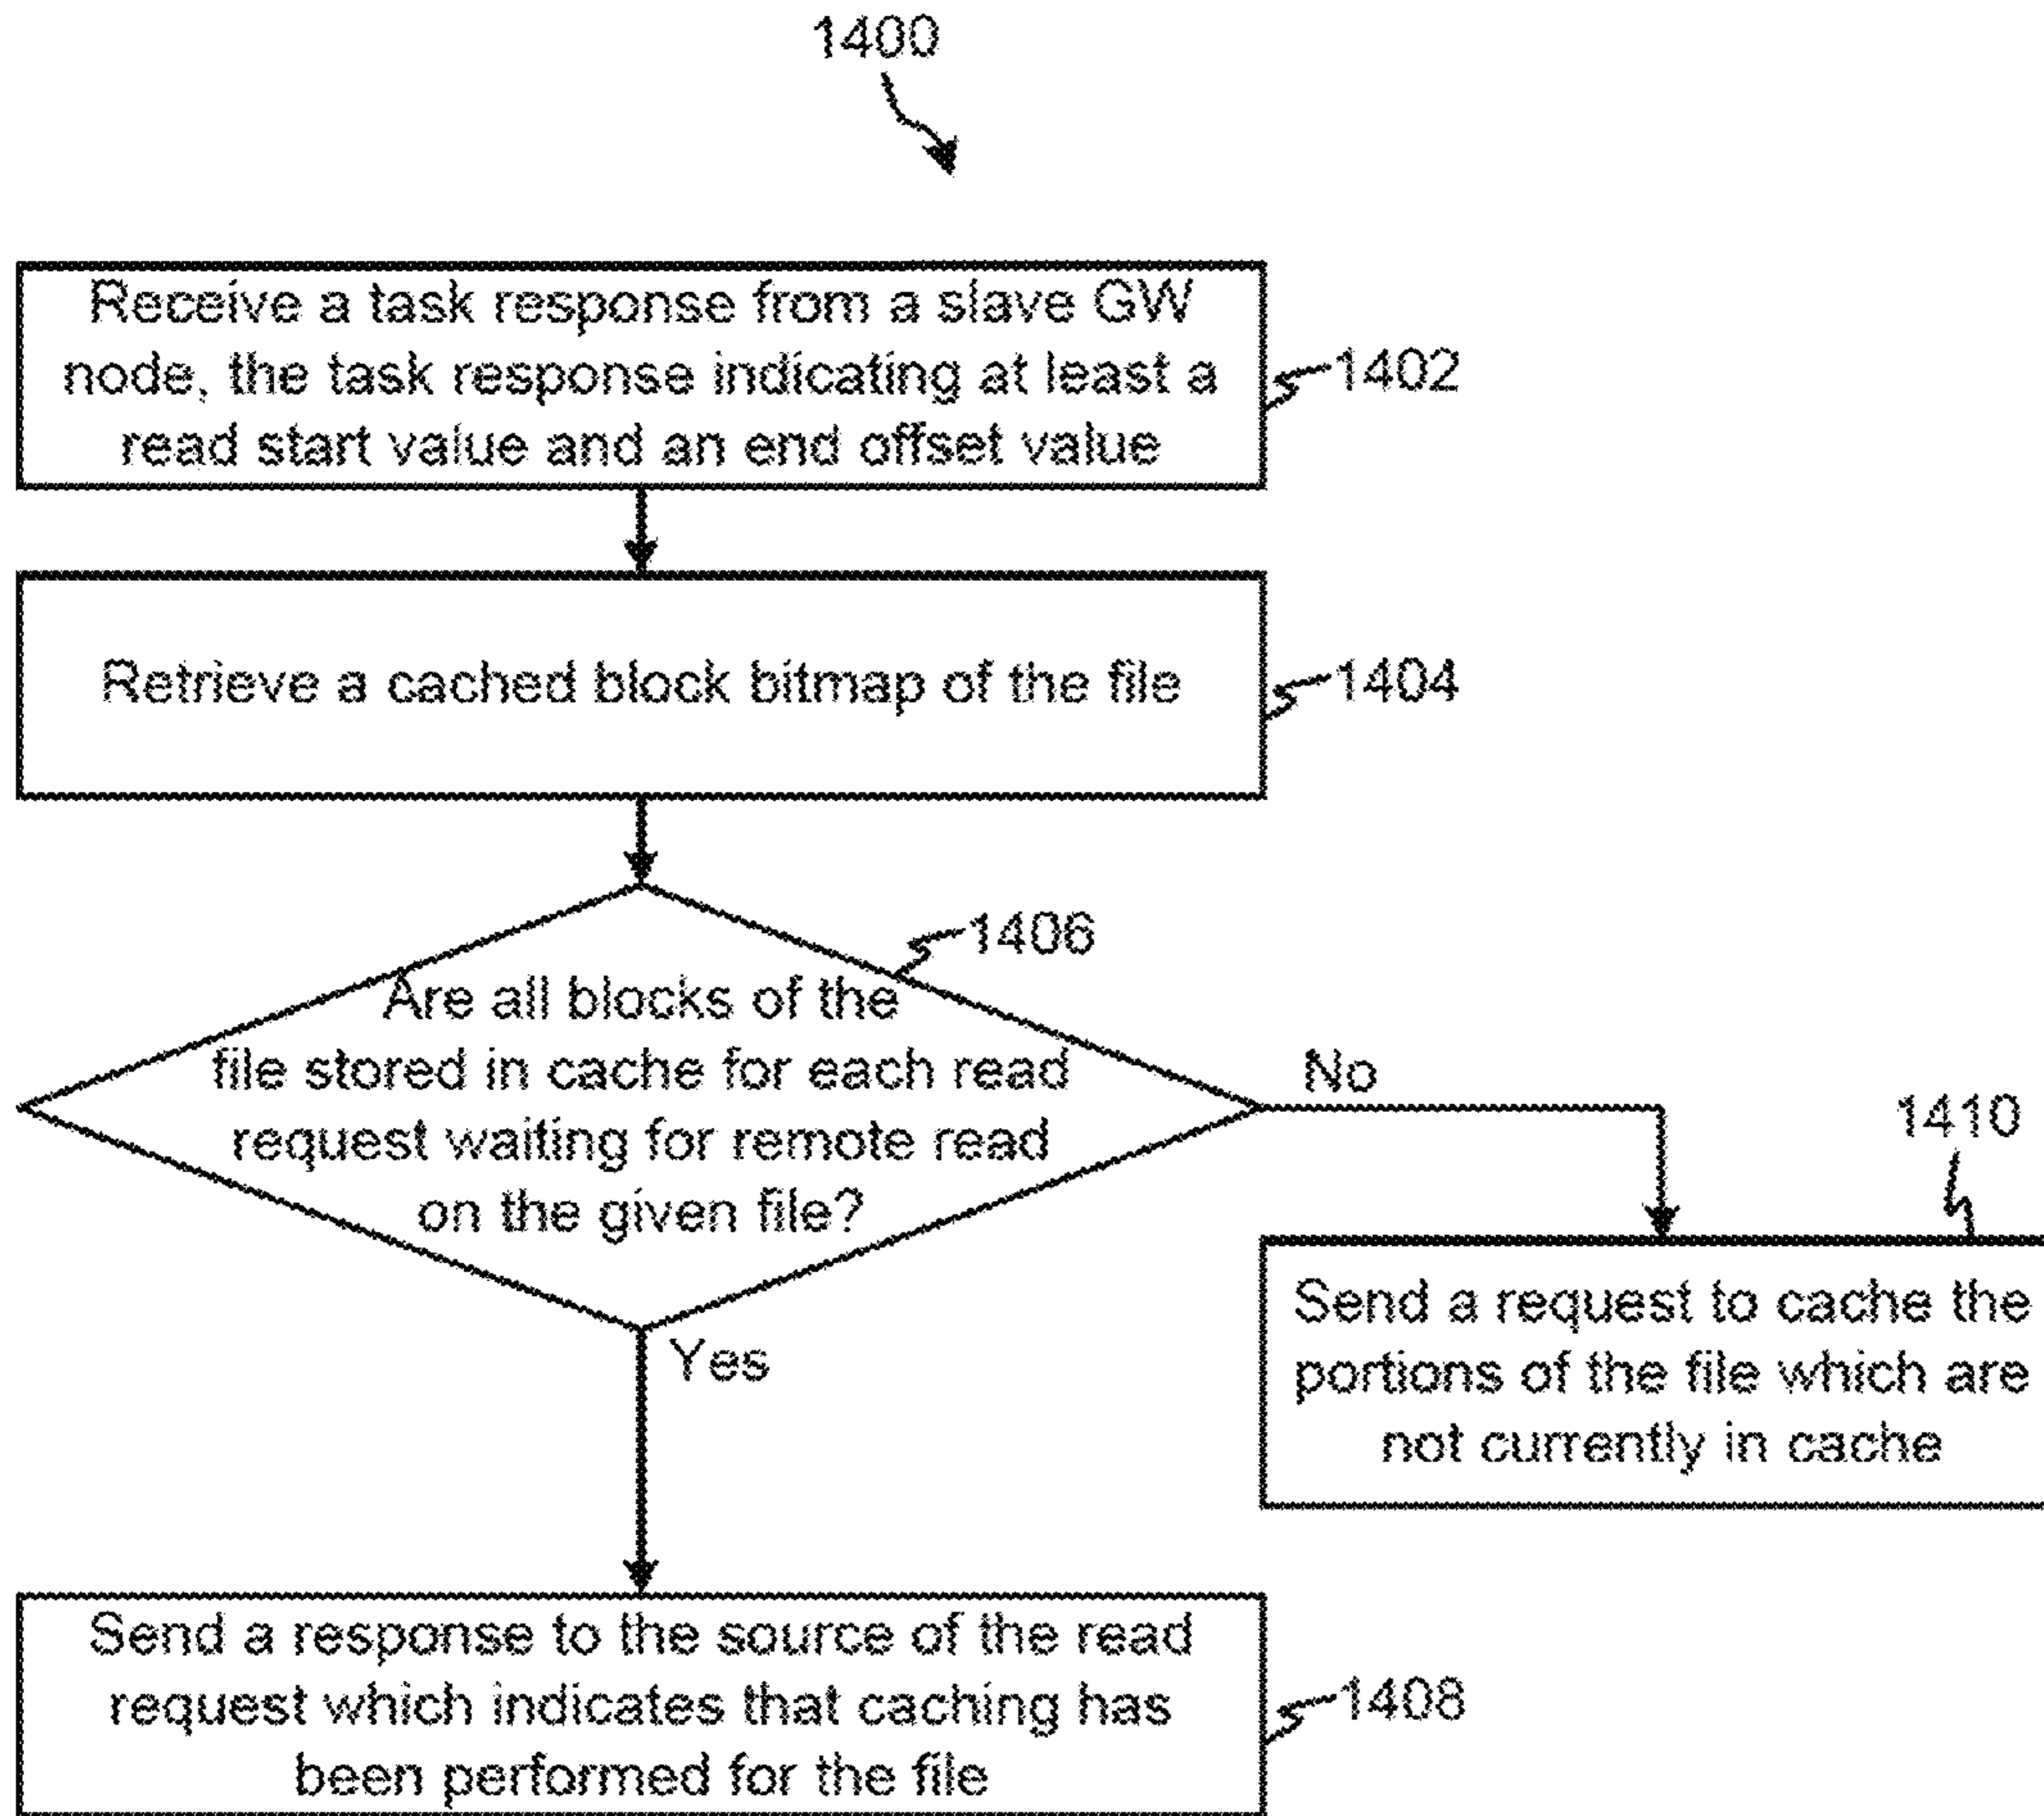 1400
Receive a task response from a slave GW
node, the task response indicating at least a
read start value and an end offset value
1402
Retrieve a cached block bitmap of the file
1404
1406
Are all blocks of the
file stored in cache for each read
request waiting for remote read
on the given file?
No
1410
Send a request to cache the
portions of the file which are
not currently in cache
Yes
Send a response to the source of the read
request which indicates that caching has
been performed for the file
1408